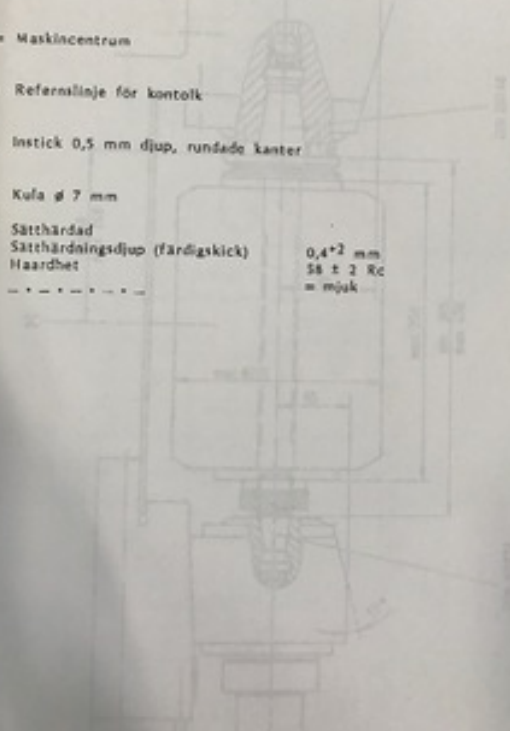 = Maskincentrum
Refernslinje för kontolk
Instick 0,5 mm djup, rundade kanter
Kula ø 7 mm
Sätthärdad
Sätthärdningsdjup (färdigskick) 0,4+2 mm
Haardhet 58 ± 2 Rc
_ . _ . _ . _ . _ = mjuk